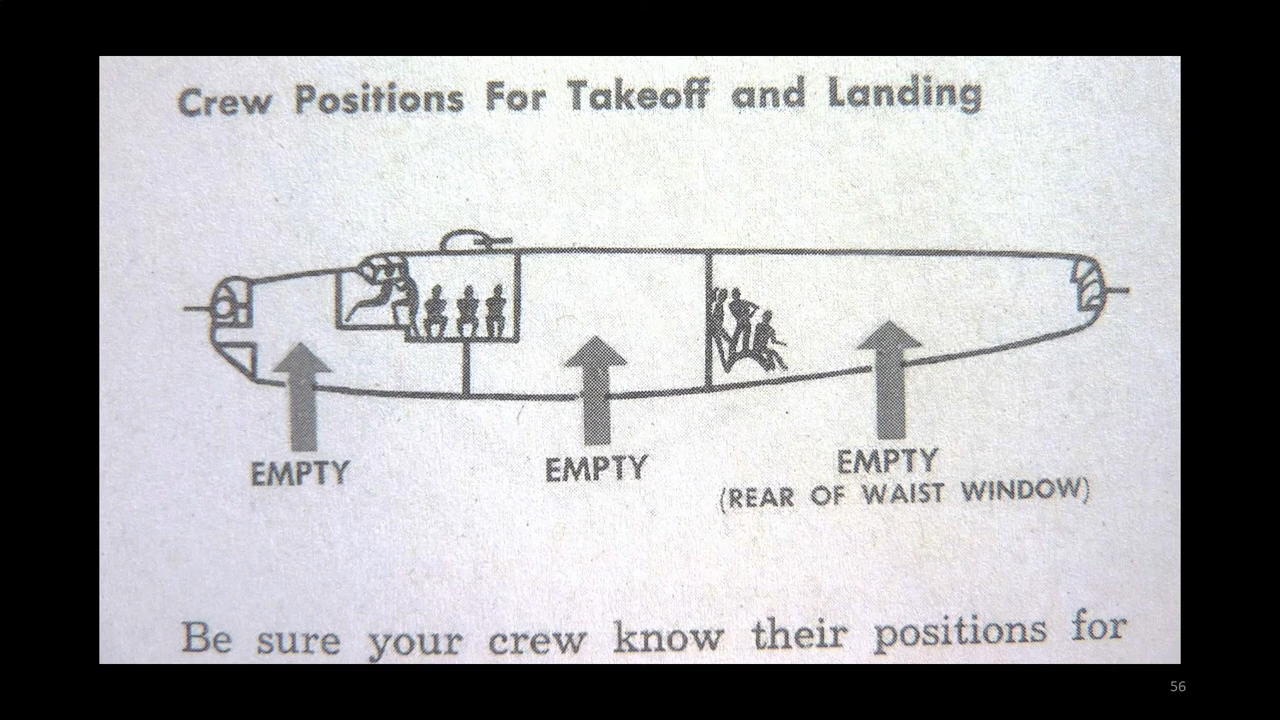 Crew Positions For Takeoff and Landing
EMPTY
EMPTY
EMPTY
(REAR OF WAIST WINDOW)
Be sure your crew know their positions for
56